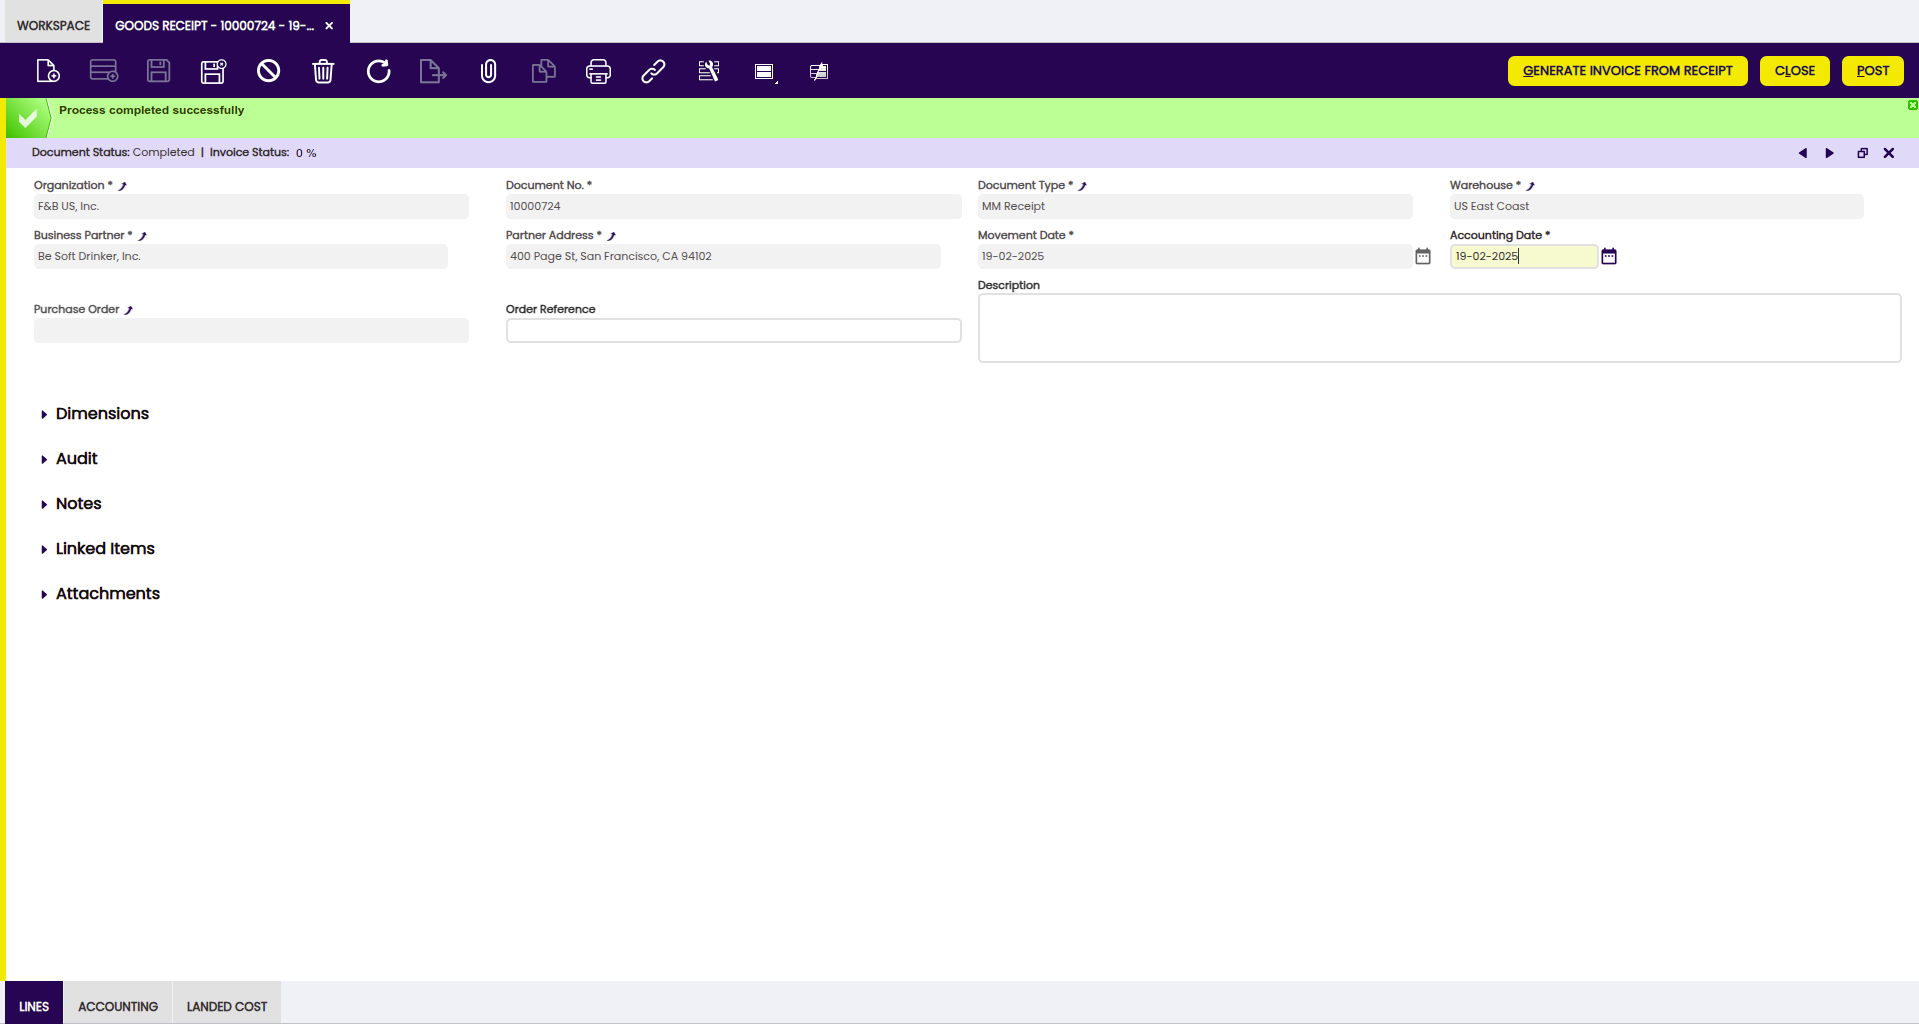 WORKSPACE
GOODS RECEIPT - 10000724 - 19-...
GENERATE INVOICE FROM RECEIPT
CLOSE
POST
Process completed successfully
Document Status: Completed | Invoice Status: 0 %
Organization *
Document No. *
Document Type *
Warehouse *
F&B US, Inc.
10000724
MM Receipt
US East Coast
Business Partner *
Partner Address *
Movement Date *
Accounting Date *
Be Soft Drinker, Inc.
400 Page St, San Francisco, CA 94102
19-02-2025
19-02-2025
Description
Purchase Order
Order Reference
Dimensions
Audit
Notes
Linked Items
Attachments
LINES
ACCOUNTING
LANDED COST